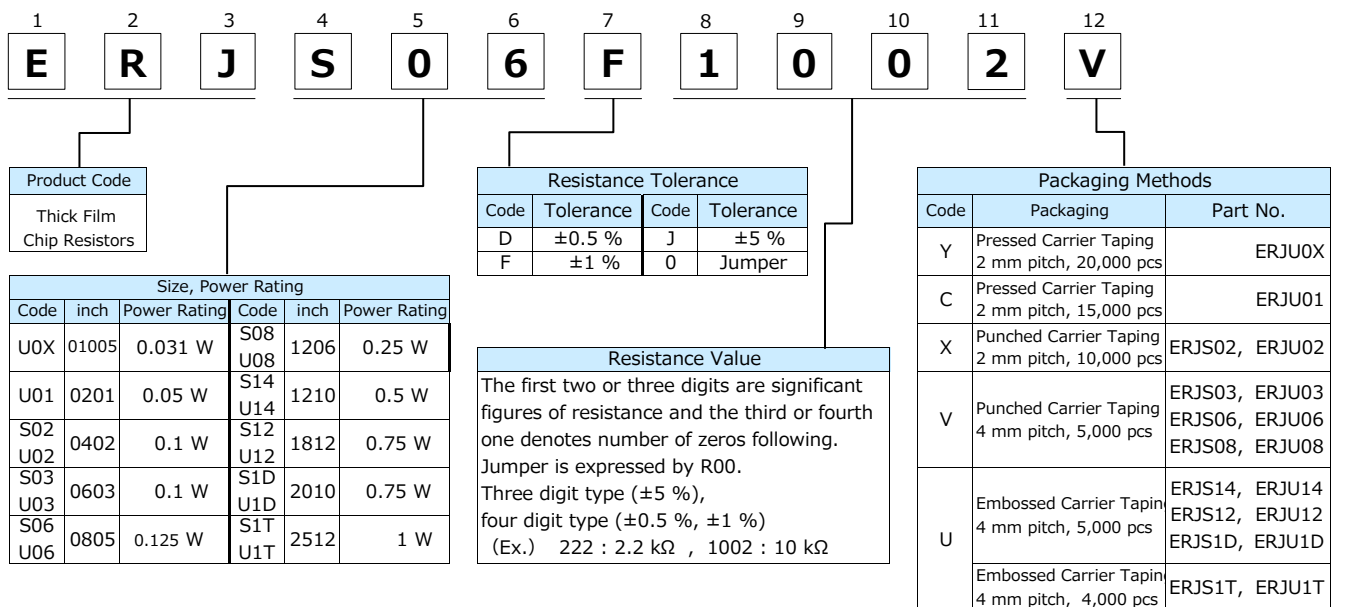 1 2 3 4 5 6 7 8 9 10 11 12
E R J S 0 6 F 1 0 0 2 V
Product Code
Thick Film
Chip Resistors
Size, Power Rating
Code inch Power Rating Code inch Power Rating
U0X 01005 0.031 W S08 U08 1206 0.25 W
U01 0201 0.05 W S14 U14 1210 0.5 W
S02 U02 0402 0.1 W S12 U12 1812 0.75 W
S03 U03 0603 0.1 W S1D U1D 2010 0.75 W
S06 U06 0805 0.125 W S1T U1T 2512 1 W
Resistance Tolerance
Code Tolerance Code Tolerance
D ±0.5 % J ±5 %
F ±1 % 0 Jumper
Resistance Value
The first two or three digits are significant
figures of resistance and the third or fourth
one denotes number of zeros following.
Jumper is expressed by R00.
Three digit type (±5 %),
four digit type (±0.5 %, ±1 %)
(Ex.) 222 : 2.2 kΩ , 1002 : 10 kΩ
Packaging Methods
Code Packaging Part No.
Y Pressed Carrier Taping
2 mm pitch, 20,000 pcs ERJU0X
C Pressed Carrier Taping
2 mm pitch, 15,000 pcs ERJU01
X Punched Carrier Taping
2 mm pitch, 10,000 pcs ERJS02, ERJU02
V Punched Carrier Taping
4 mm pitch, 5,000 pcs
ERJS03, ERJU03
ERJS06, ERJU06
ERJS08, ERJU08
U Embossed Carrier Taping
4 mm pitch, 5,000 pcs
ERJS14, ERJU14
ERJS12, ERJU12
ERJS1D, ERJU1D
Embossed Carrier Taping
4 mm pitch, 4,000 pcs ERJS1T, ERJU1T